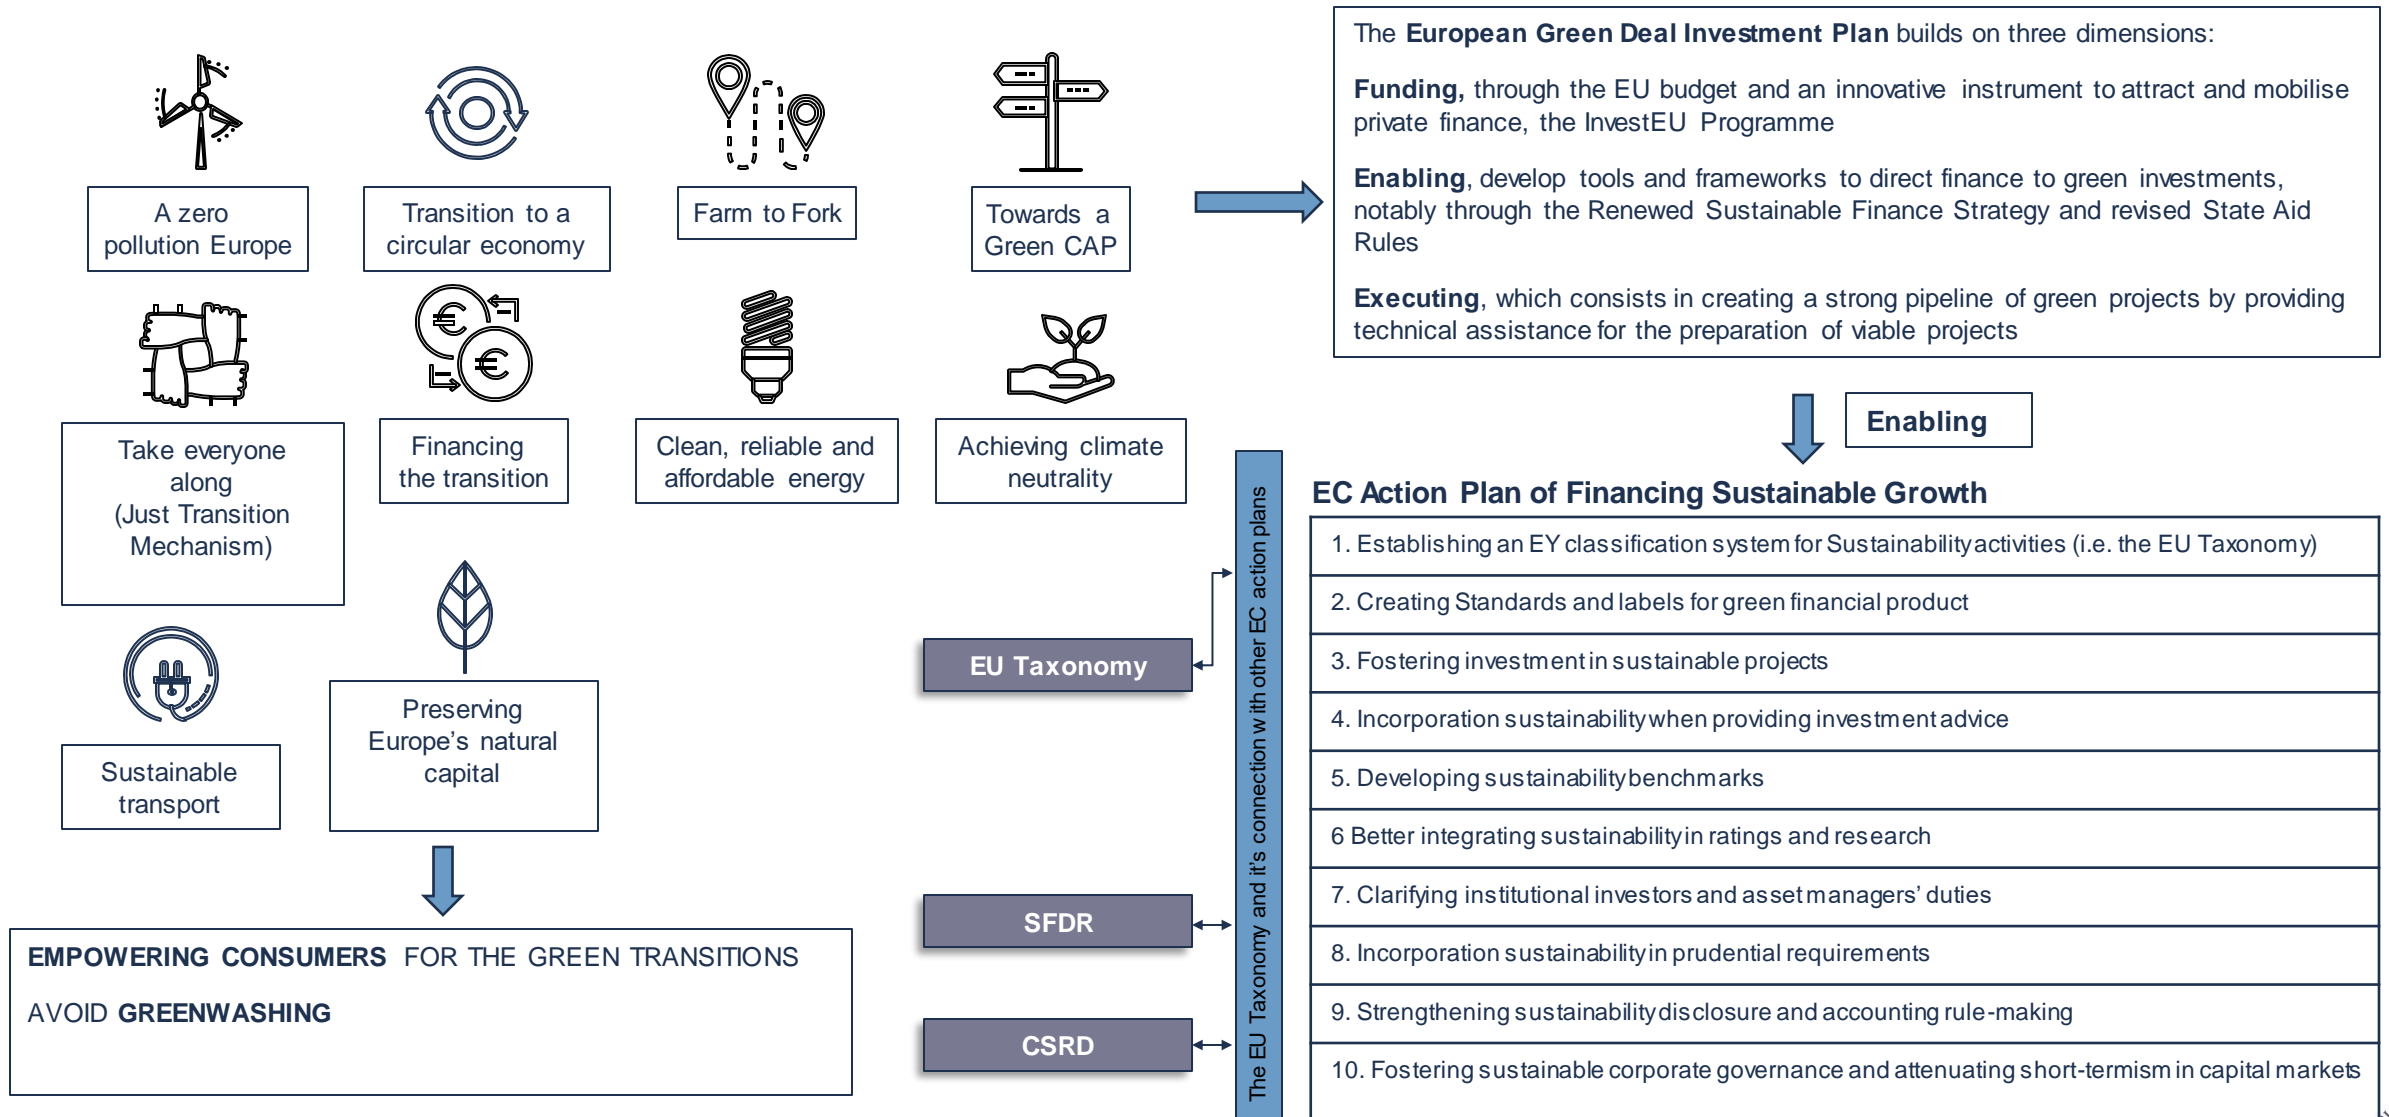 A zero
pollution Europe
Transition to a
circular economy
Farm to Fork
Towards a
Green CAP
Take everyone
along
(Just Transition
Mechanism)
Financing
the transition
Clean, reliable and
affordable energy
Achieving climate
neutrality
Sustainable
transport
Preserving
Europe's natural
capital
EMPOWERING CONSUMERS FOR THE GREEN TRANSITIONS
AVOID GREENWASHING
The European Green Deal Investment Plan builds on three dimensions:
Funding, through the EU budget and an innovative instrument to attract and mobilise
private finance, the InvestEU Programme
Enabling, develop tools and frameworks to direct finance to green investments,
notably through the Renewed Sustainable Finance Strategy and revised State Aid
Rules
Executing, which consists in creating a strong pipeline of green projects by providing
technical assistance for the preparation of viable projects
Enabling
EU Taxonomy
SFDR
CSRD
The EU Taxonomy and it's connection with other EC action plans
EC Action Plan of Financing Sustainable Growth
1. Establishing an EY classification system for Sustainability activities (i.e. the EU Taxonomy)
2. Creating Standards and labels for green financial product
3. Fostering investment in sustainable projects
4. Incorporation sustainability when providing investment advice
5. Developing sustainability benchmarks
6 Better integrating sustainability in ratings and research
7. Clarifying institutional investors and asset managers' duties
8. Incorporation sustainability in prudential requirements
9. Strengthening sustainability disclosure and accounting rule-making
10. Fostering sustainable corporate governance and attenuating short-termism in capital markets